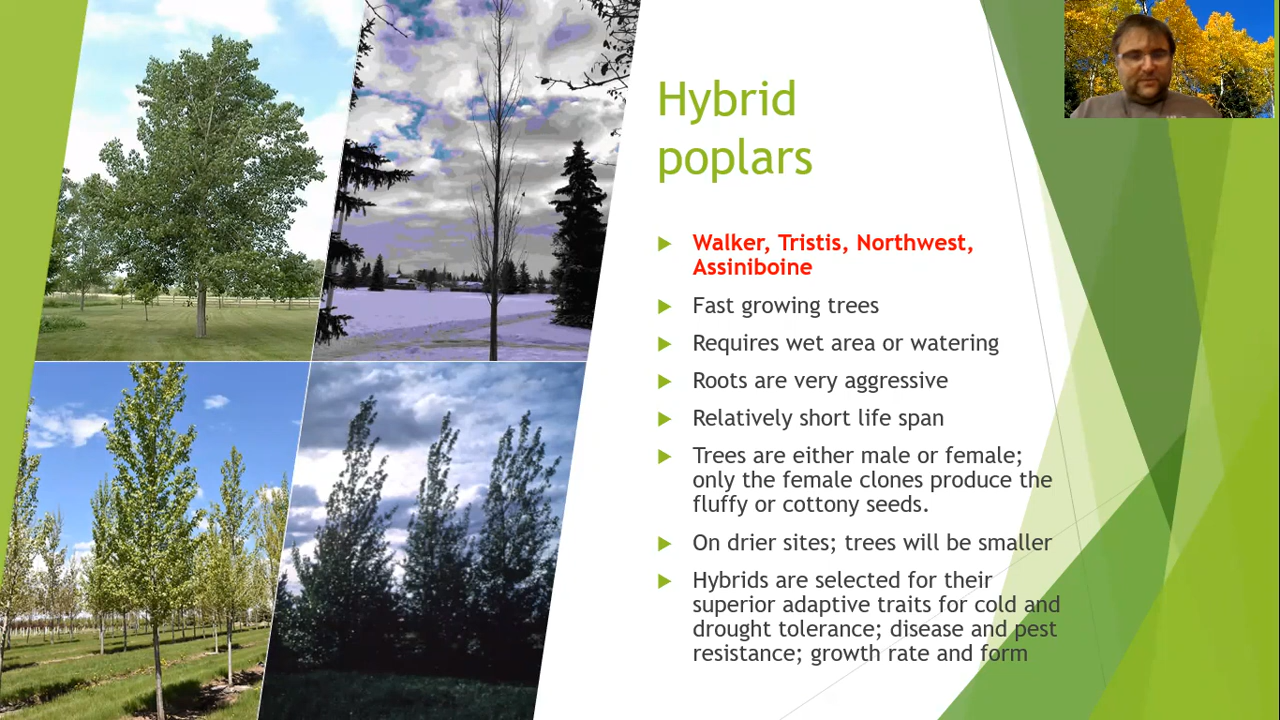 Hybrid
poplars
Walker, Tristis, Northwest,
Assiniboine
Fast growing trees
Requires wet area or watering
Roots are very aggressive
Relatively short life span
Trees are either male or female;
only the female clones produce the
fluffy or cottony seeds.
On drier sites; trees will be smaller
Hybrids are selected for their
superior adaptive traits for cold and
drought tolerance; disease and pest
resistance; growth rate and form